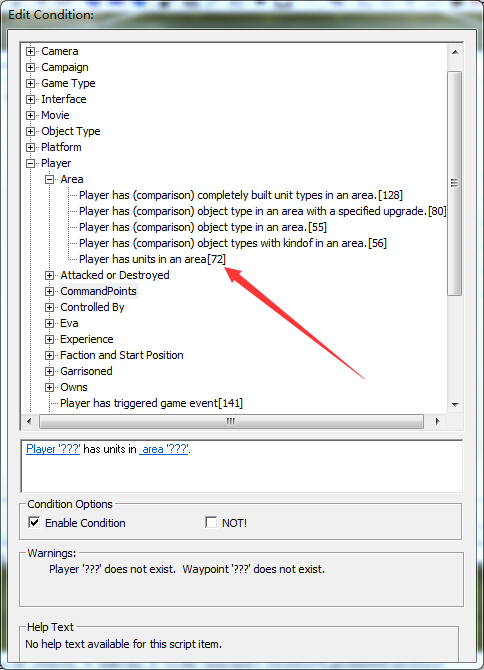 Edit Condition:
Camera
Campaign
Game Type
Interface
Movie
Object Type
Platform
Player
Area
Player has (comparison) completely built unit types in an area.[128]
Player has (comparison) object type in an area with a specified upgrade.[80]
Player has (comparison) object type in an area.[55]
Player has (comparison) object types with kindof in an area.[56]
Player has units in an area[72]
Attacked or Destroyed
CommandPoints
Controlled By
Eva
Experience
Faction and Start Position
Garrisoned
Owns
Player has triggered game event[141]
Player '???' has units in  area '???'.
Condition Options
Enable Condition
NOT!
Warnings:
Player '???' does not exist.  Waypoint '???' does not exist.
Help Text
No help text available for this script item.